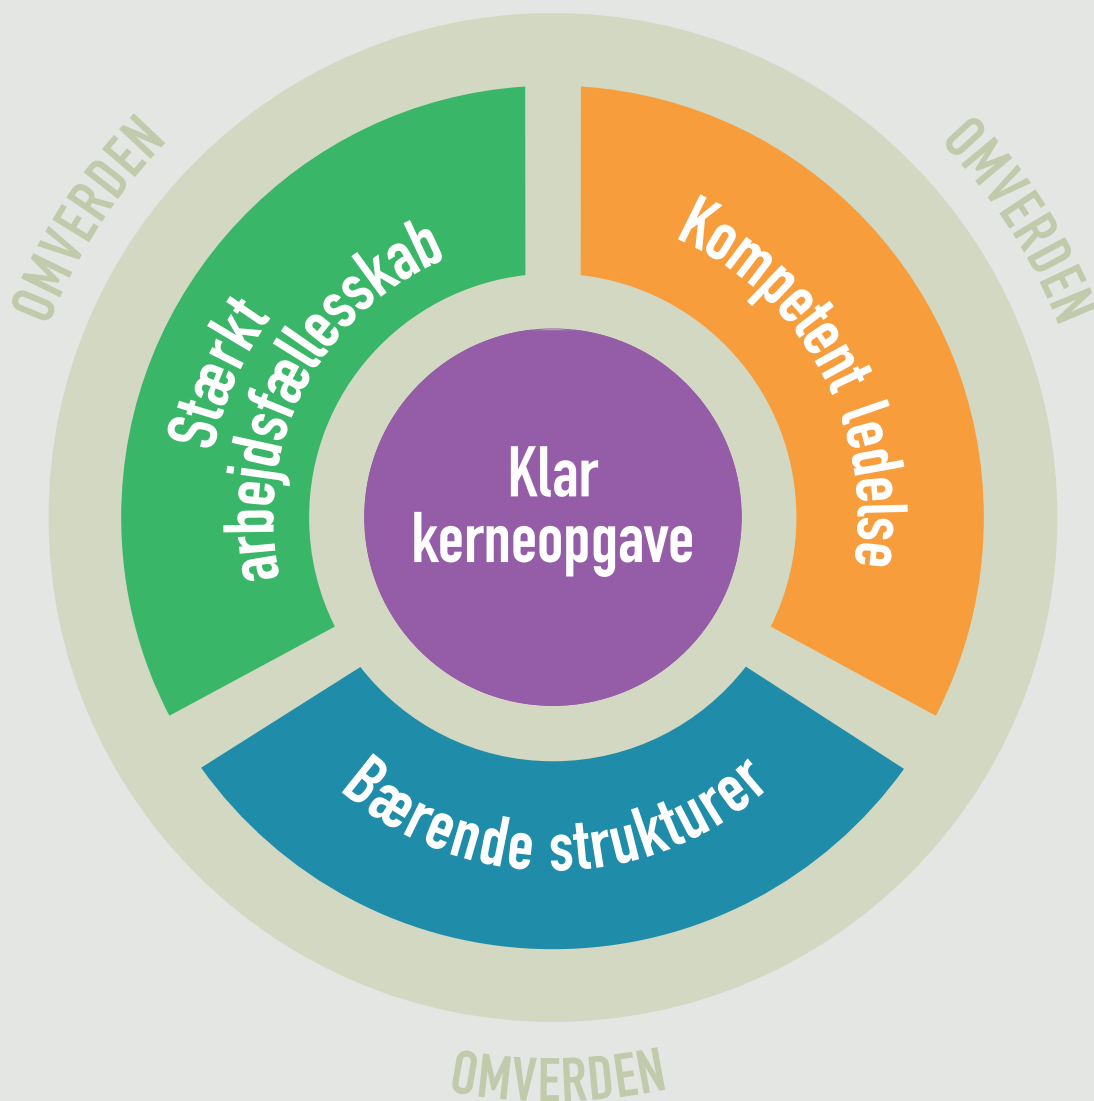 OMVERDEN
OMVERDEN
Stærkt
arbejdsfællesskab
Kompetent ledelse
Klar
kerneopgave
Bærende strukturer
OMVERDEN